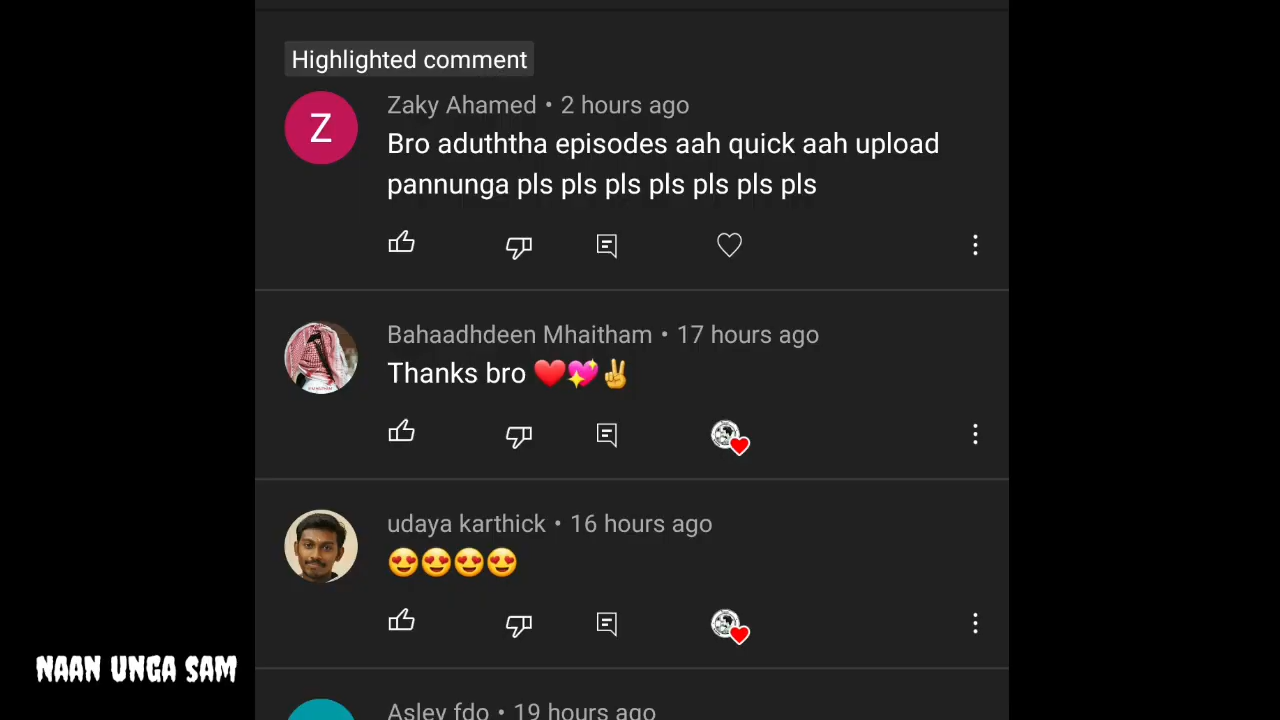 Highlighted comment
Z
Zaky Ahamed • 2 hours ago
Bro aduththa episodes aah quick aah upload
pannunga pls pls pls pls pls pls pls
Bahaadhdeen Mhaitham • 17 hours ago
Thanks bro ❤️💖✌️
udaya karthick • 16 hours ago
😍😍😍😍
NAAN UNGA SAM
Asley fdo • 19 hours ago